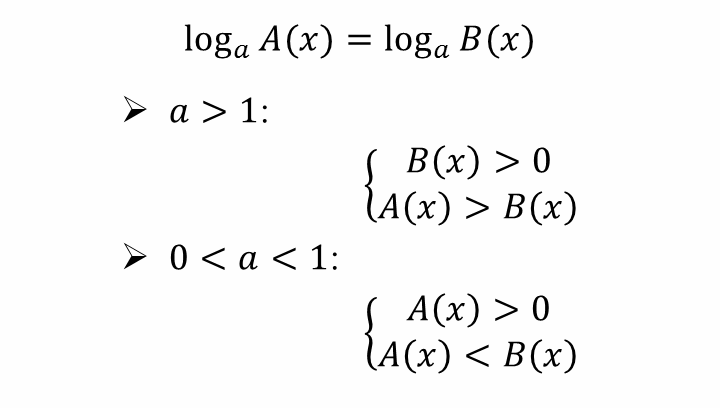 logₐ A(x) = logₐ B(x)
➢ a > 1:
{ B(x) > 0
A(x) > B(x)
➢ 0 < a < 1:
{ A(x) > 0
A(x) < B(x)